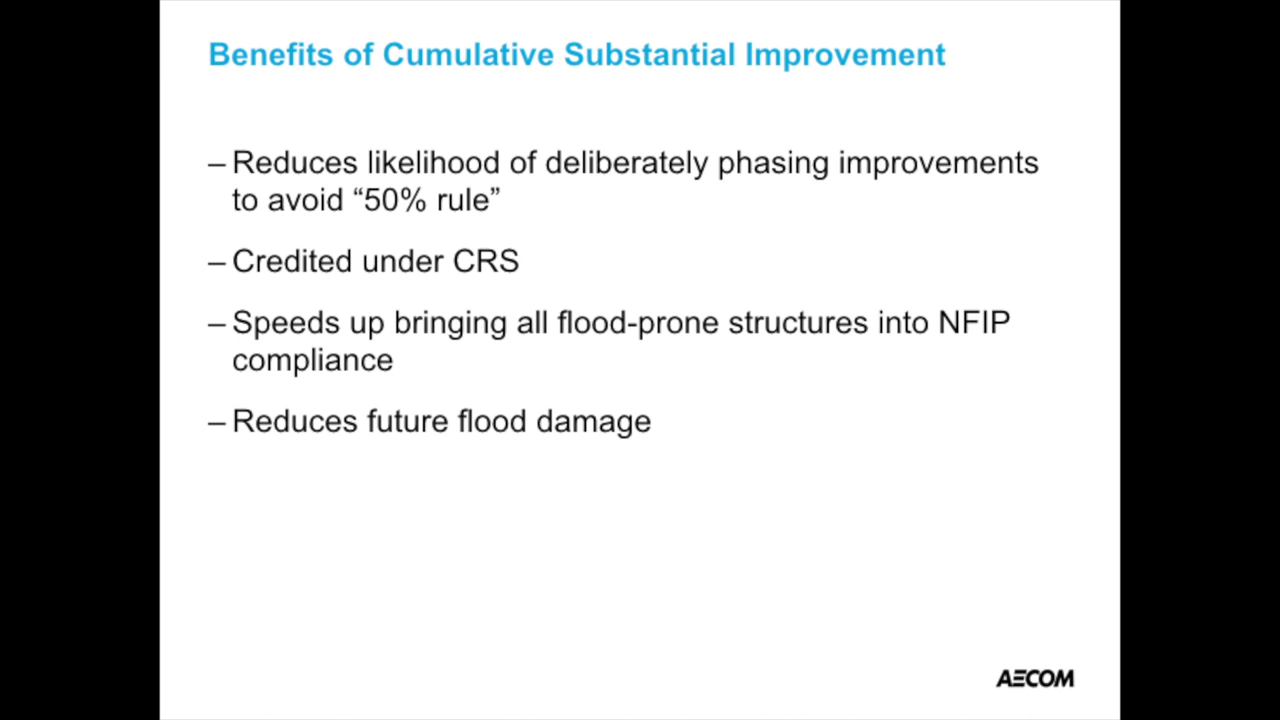 Benefits of Cumulative Substantial Improvement
– Reduces likelihood of deliberately phasing improvements
to avoid “50% rule”
– Credited under CRS
– Speeds up bringing all flood-prone structures into NFIP
compliance
– Reduces future flood damage
AECOM